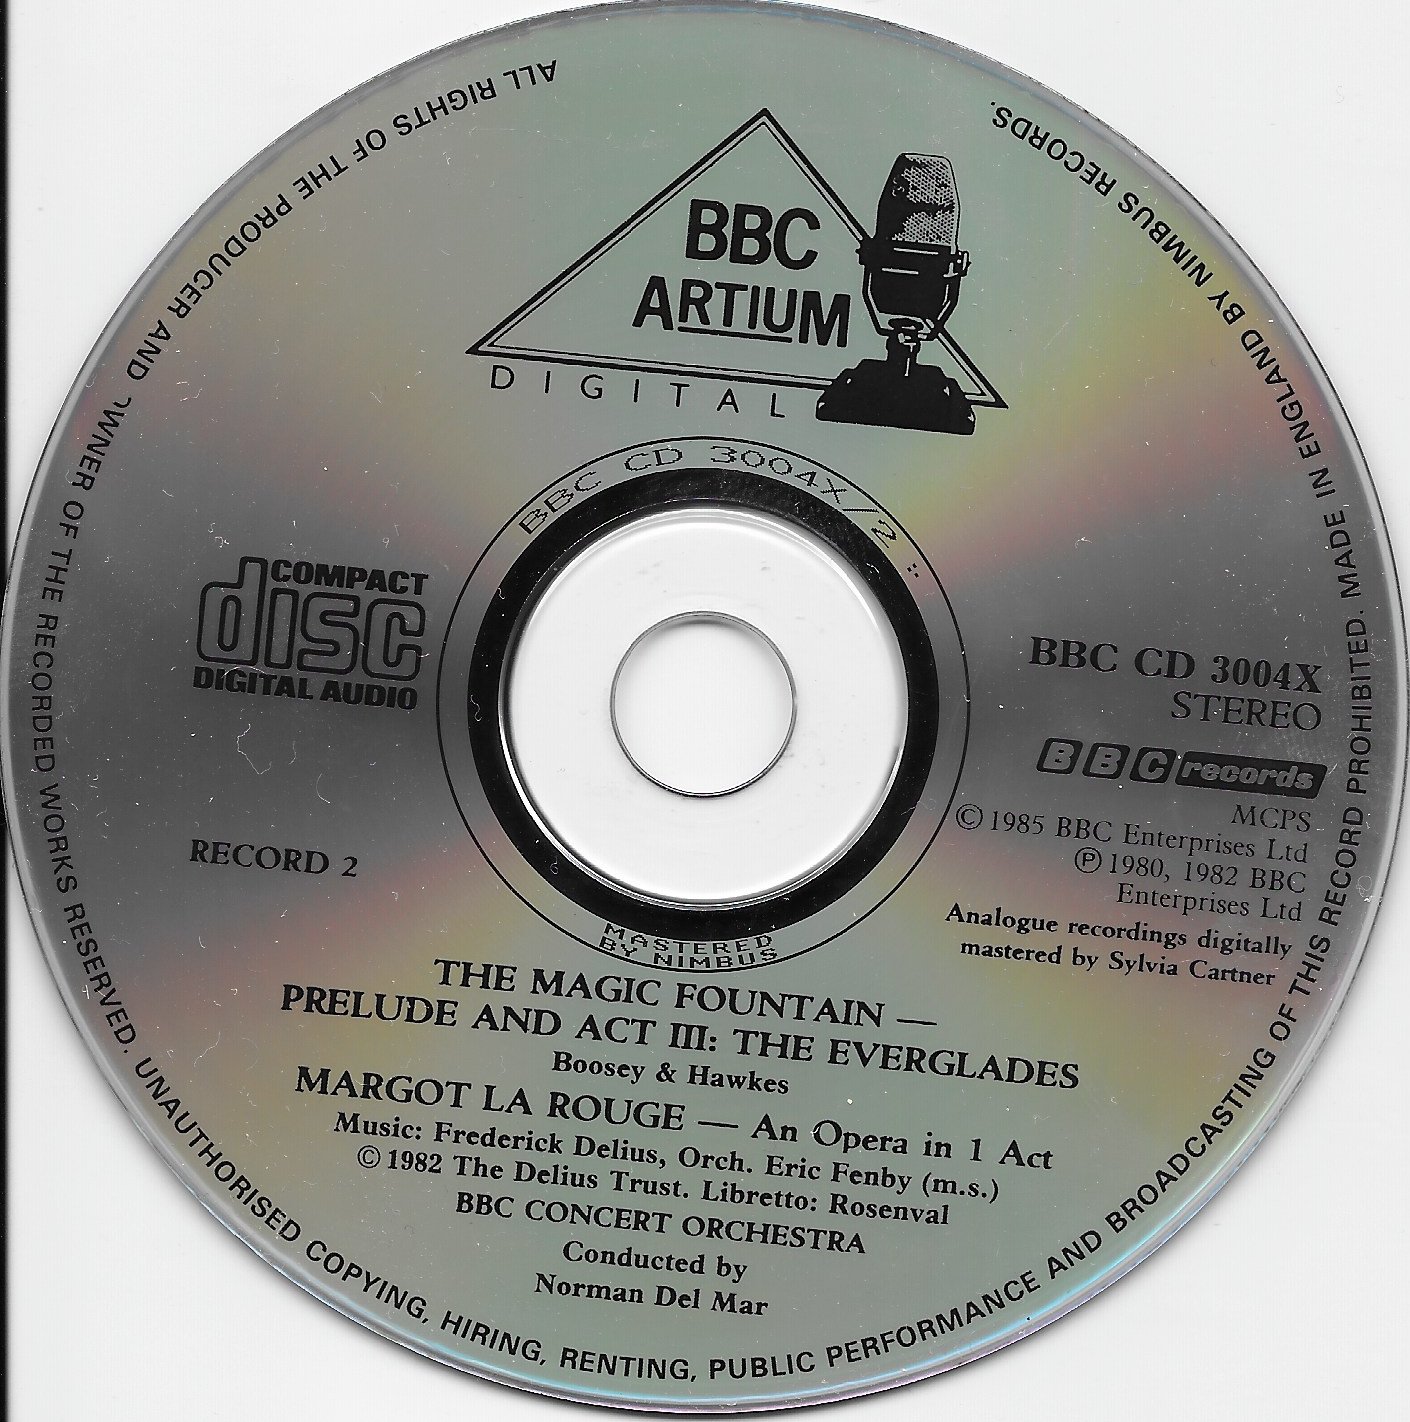 ALL RIGHTS OF THE PRODUCER AND OWNER OF THE RECORDED WORKS RESERVED. UNAUTHORISED COPYING, HIRING, RENTING, PUBLIC PERFORMANCE AND BROADCASTING OF THIS RECORD PROHIBITED. MADE IN ENGLAND BY NIMBUS RECORDS.
BBC
ARTIUM
DIGITAL
BBC CD 3004X/2
COMPACT
disc
DIGITAL AUDIO
RECORD 2
BBC CD 3004X
STEREO
BBC records
MCPS
© 1985 BBC Enterprises Ltd
℗ 1980, 1982 BBC
Enterprises Ltd
Analogue recordings digitally
mastered by Sylvia Cartner
MASTERED
BY NIMBUS
THE MAGIC FOUNTAIN —
PRELUDE AND ACT III: THE EVERGLADES
Boosey & Hawkes
MARGOT LA ROUGE — An Opera in 1 Act
Music: Frederick Delius, Orch. Eric Fenby (m.s.)
© 1982 The Delius Trust. Libretto: Rosenval
BBC CONCERT ORCHESTRA
Conducted by
Norman Del Mar